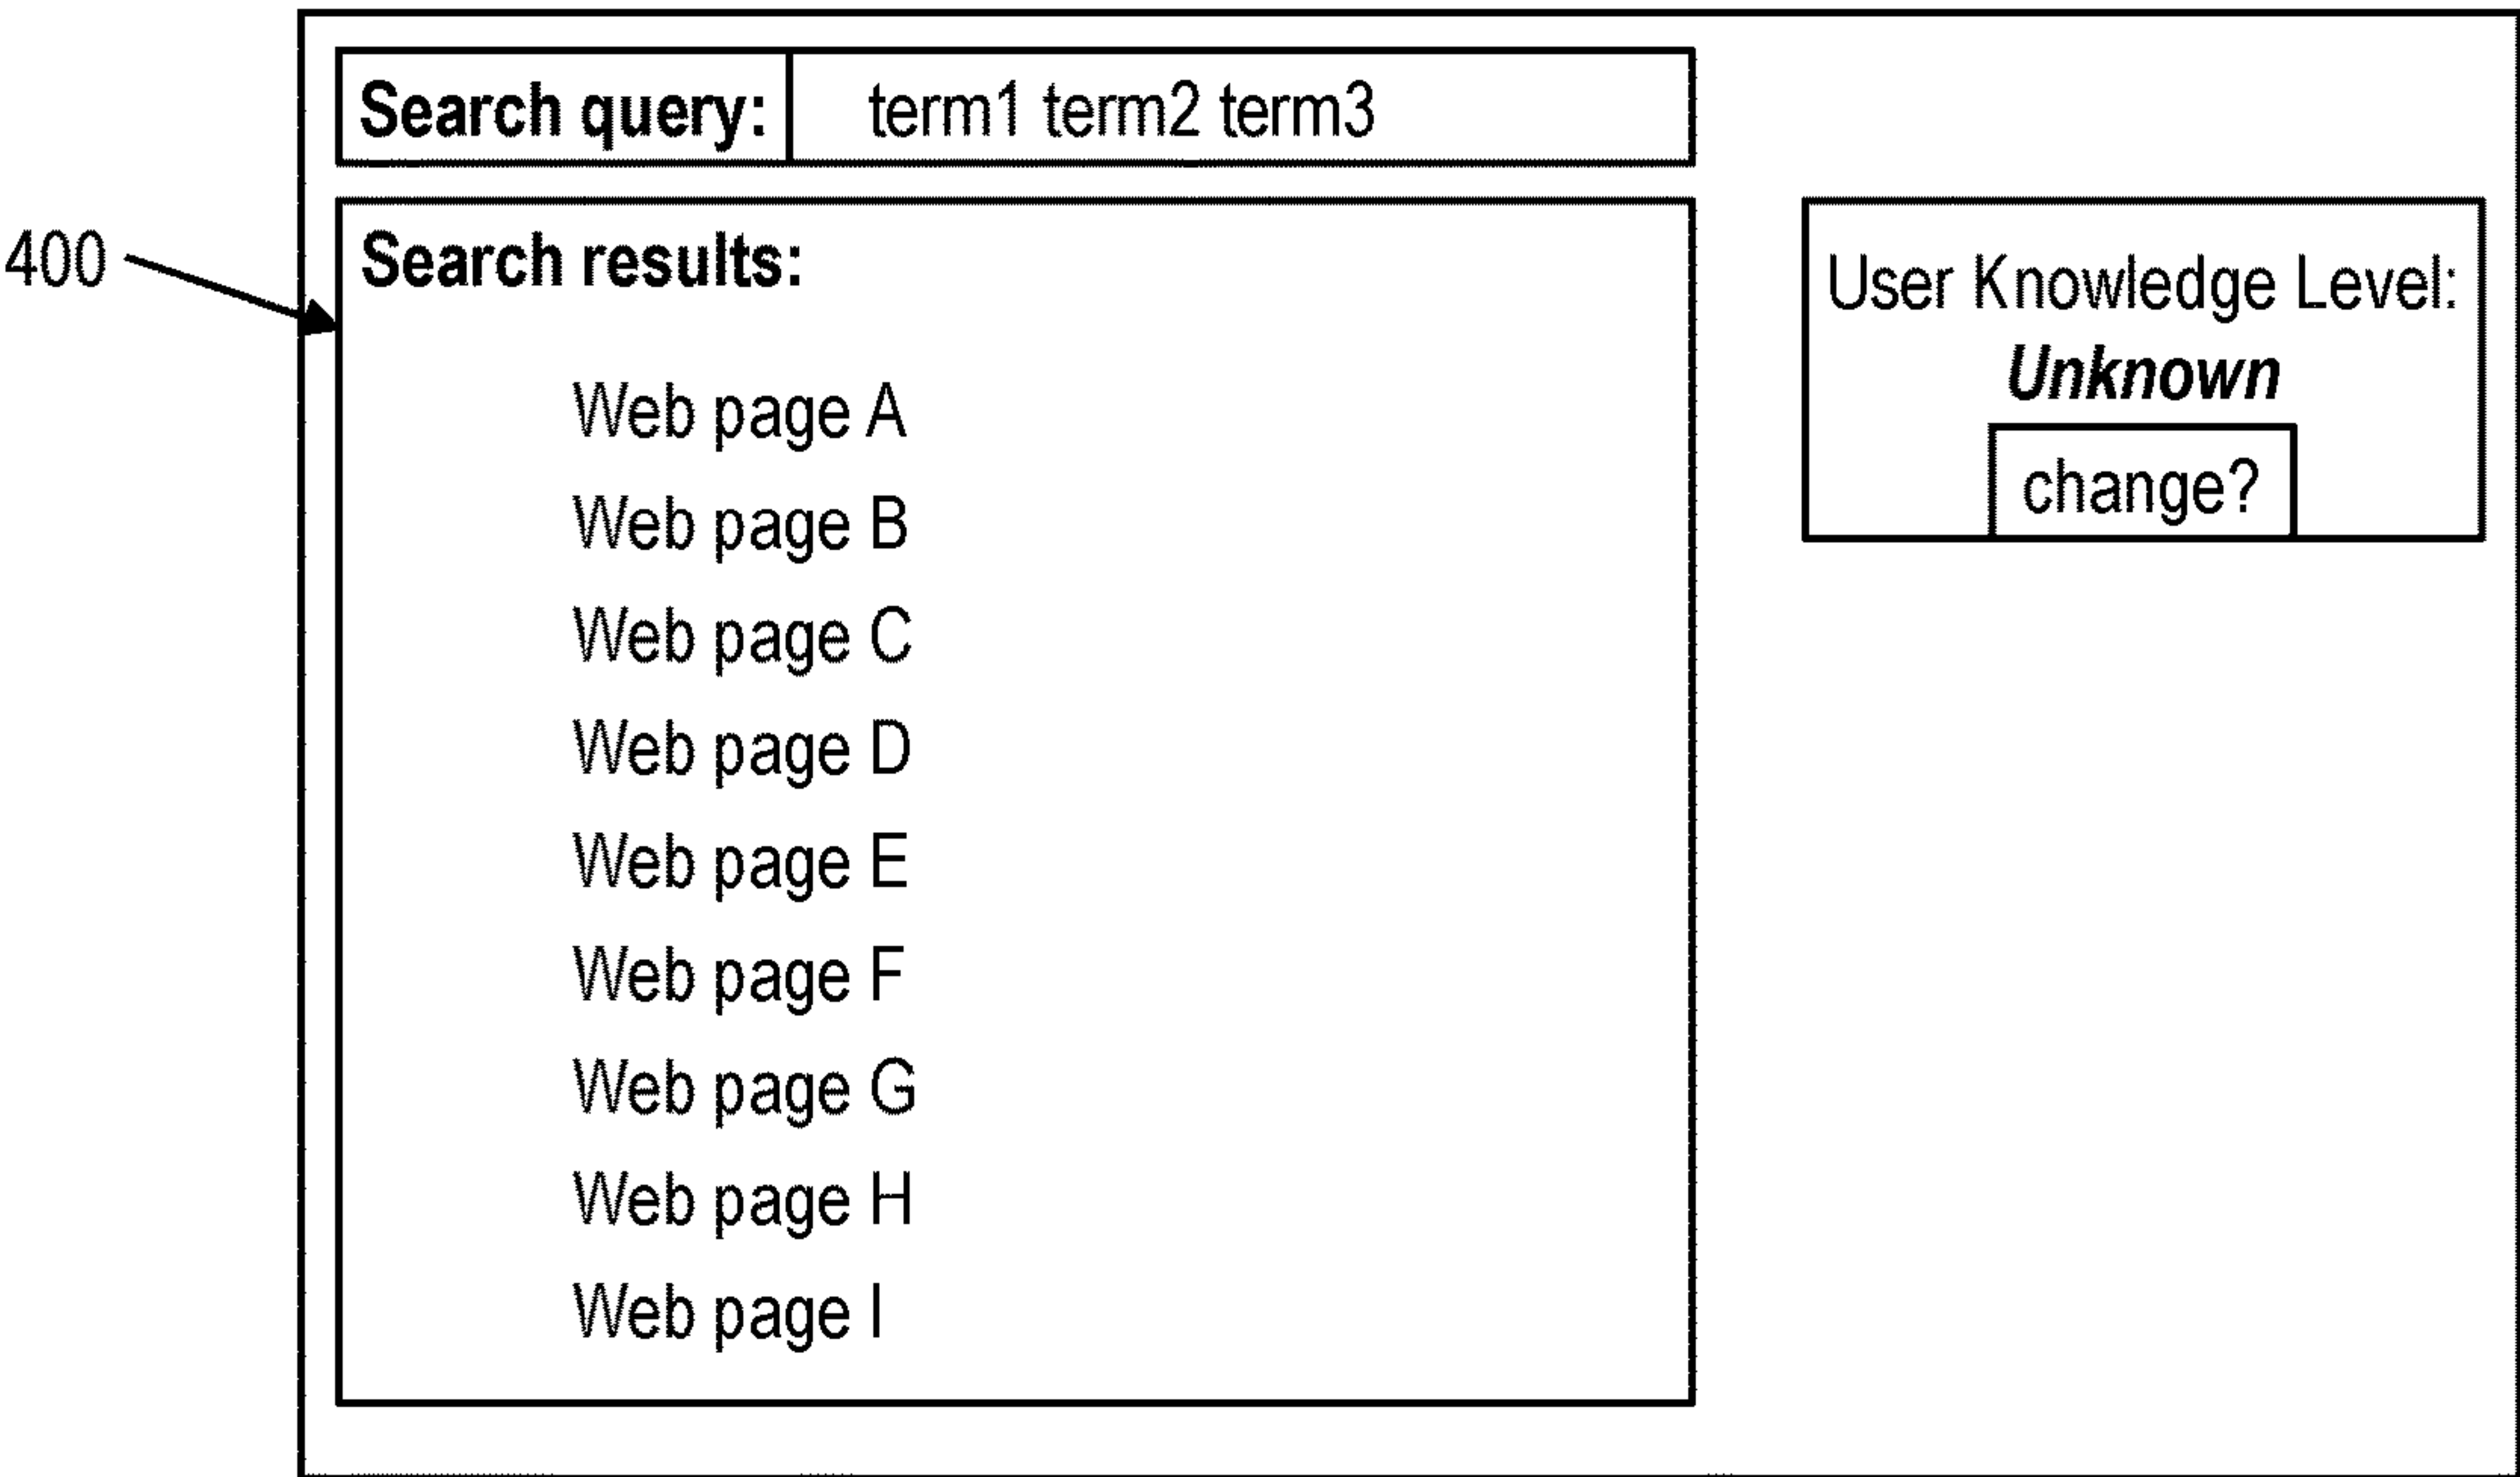 Search query: term1 term2 term3
400
Search results:
Web page A
Web page B
Web page C
Web page D
Web page E
Web page F
Web page G
Web page H
Web page I
User Knowledge Level:
Unknown
change?